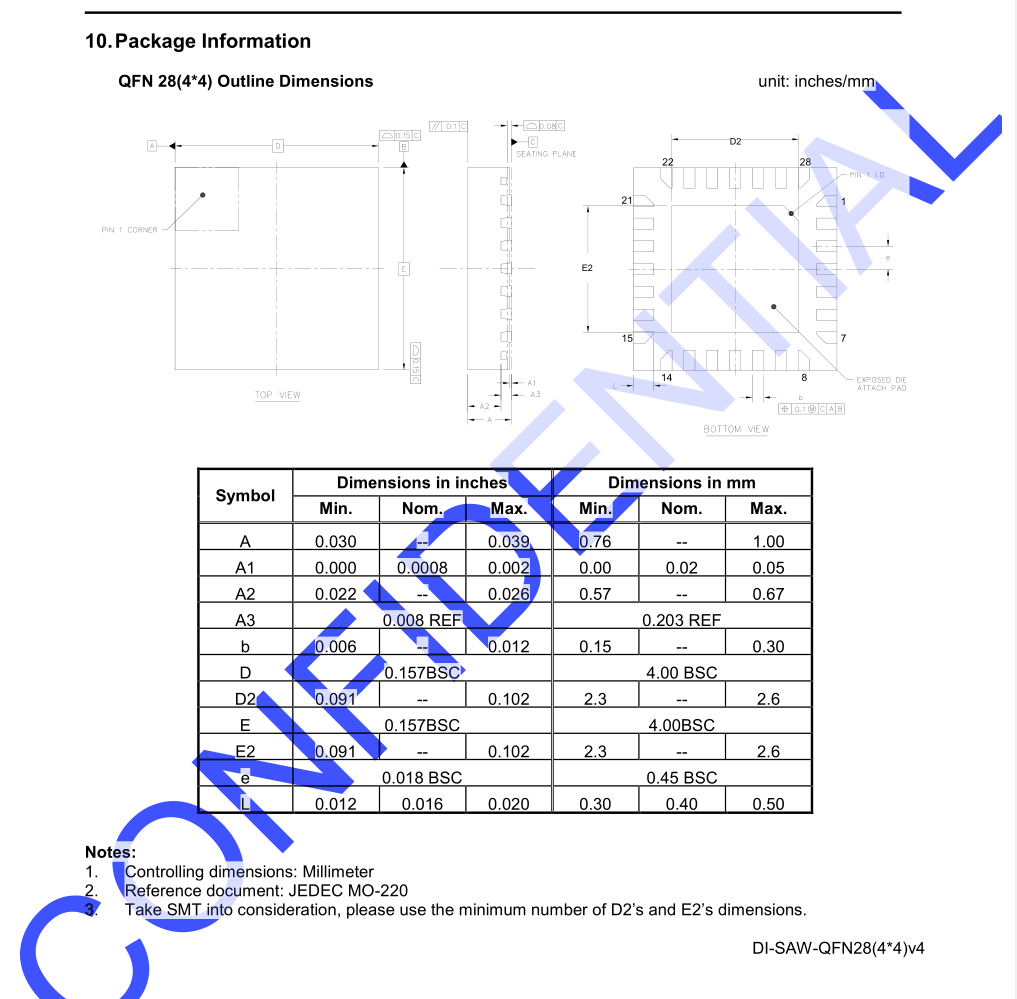 10. Package Information
QFN 28(4*4) Outline Dimensions
unit: inches/mm
// 0.1 C
0.08 C
0.15 C
A
D
B
C
SEATING PLANE
D2
22
28
PIN 1 I.D.
21
1
PIN 1 CORNER
E
E2
e
15
7
0.15 C
14
8
L
A1
A3
EXPOSED DIE
ATTACH PAD
TOP VIEW
A2
b
0.1 Ⓜ C A B
A
BOTTOM VIEW
Symbol Dimensions in inches Dimensions in mm
Min. Nom. Max. Min. Nom. Max.
A 0.030 -- 0.039 0.76 -- 1.00
A1 0.000 0.0008 0.002 0.00 0.02 0.05
A2 0.022 -- 0.026 0.57 -- 0.67
A3 0.008 REF 0.203 REF
b 0.006 -- 0.012 0.15 -- 0.30
D 0.157BSC 4.00 BSC
D2 0.091 -- 0.102 2.3 -- 2.6
E 0.157BSC 4.00BSC
E2 0.091 -- 0.102 2.3 -- 2.6
e 0.018 BSC 0.45 BSC
L 0.012 0.016 0.020 0.30 0.40 0.50
Notes:
1. Controlling dimensions: Millimeter
2. Reference document: JEDEC MO-220
3. Take SMT into consideration, please use the minimum number of D2's and E2's dimensions.
DI-SAW-QFN28(4*4)v4
CONFIDENTIAL